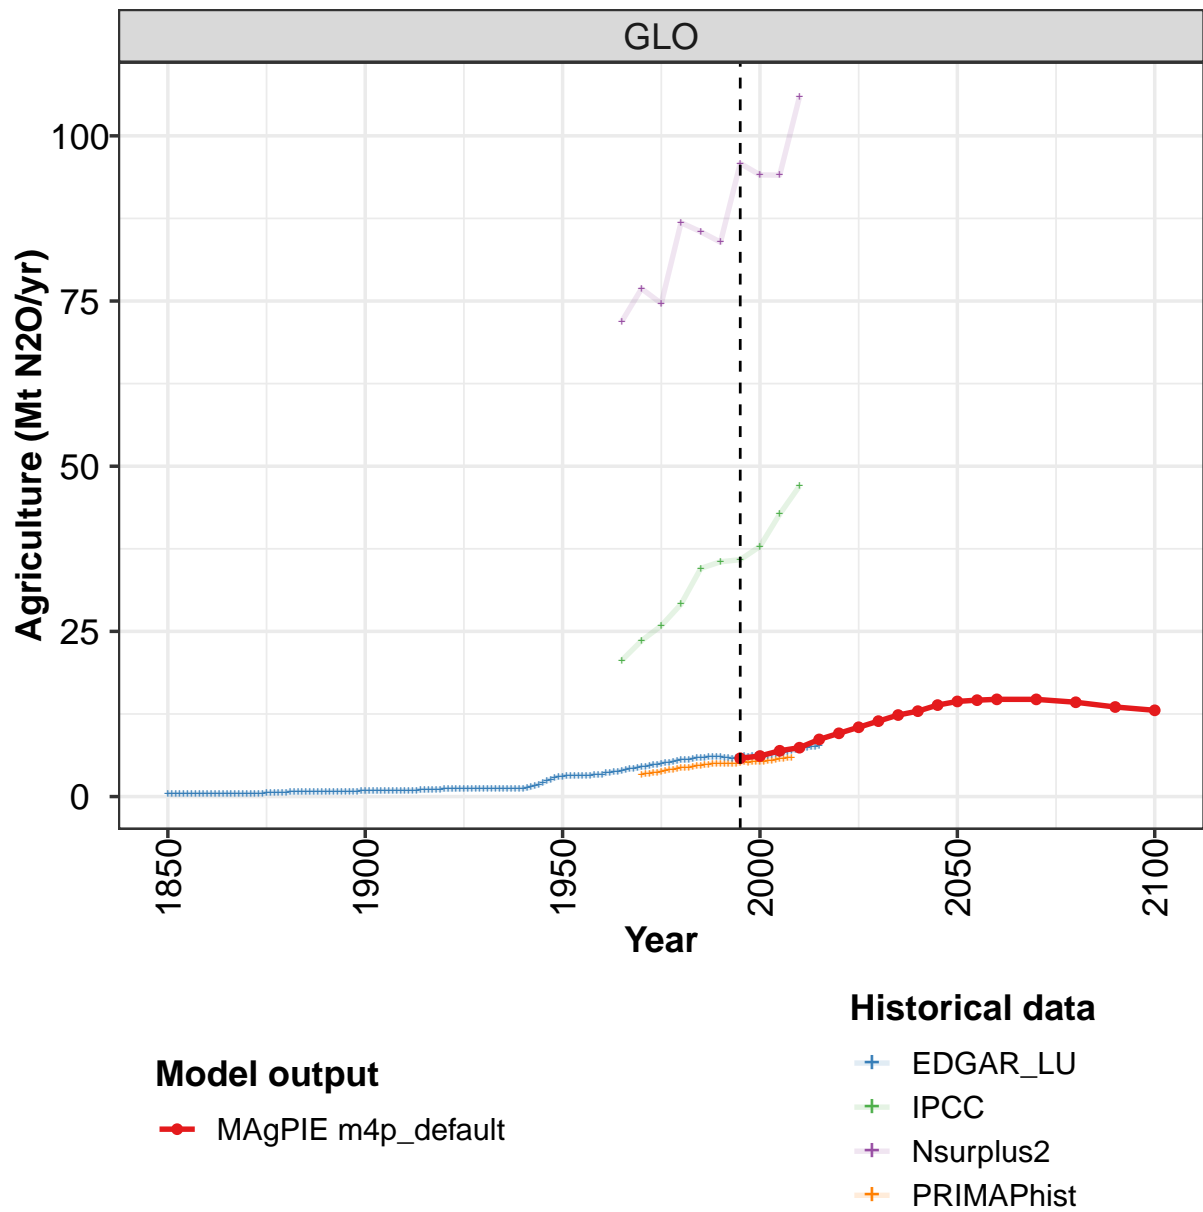 GLO
Agriculture (Mt N2O/yr)
100
75
50
25
0
1850
1900
1950
2000
2050
2100
Year
Model output
MAgPIE m4p_default
Historical data
EDGAR_LU
IPCC
Nsurplus2
PRIMAPhist